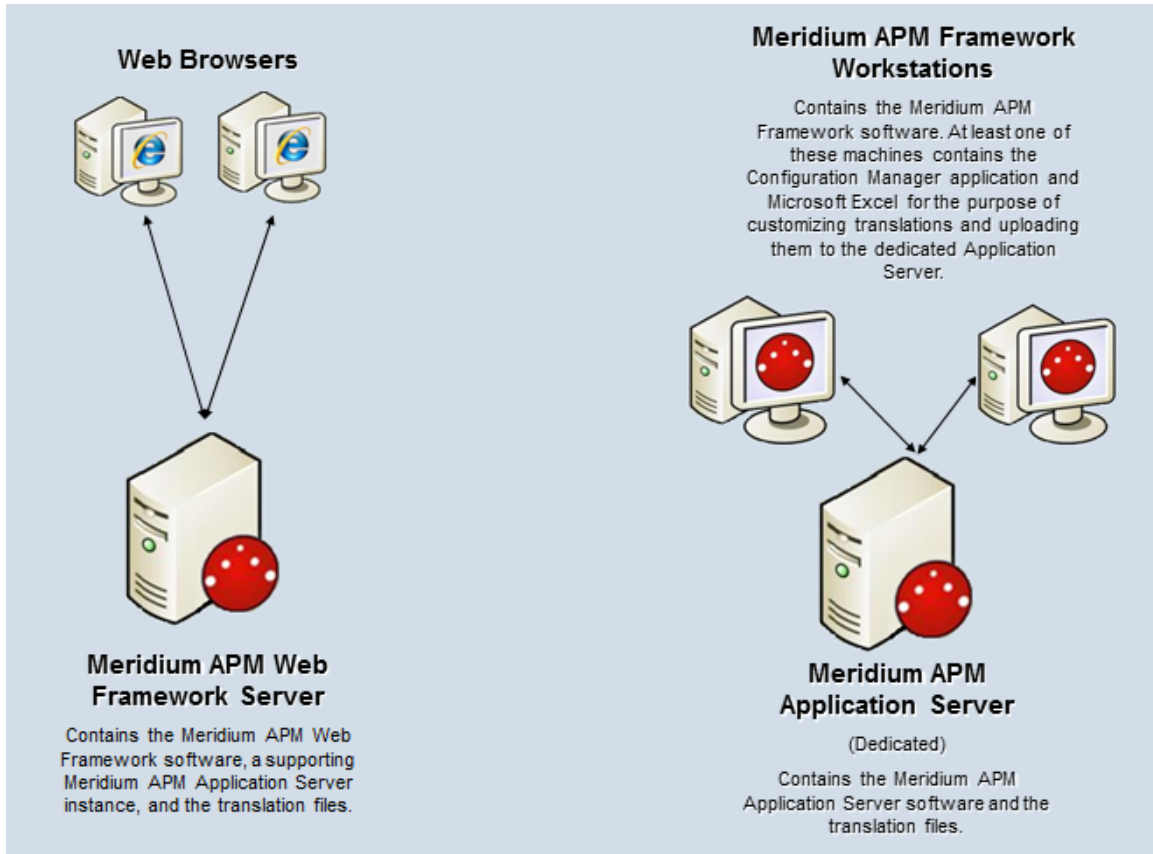 Web Browsers
Meridium APM Framework
Workstations
Contains the Meridium APM
Framework software. At least one of
these machines contains the
Configuration Manager application and
Microsoft Excel for the purpose of
customizing translations and uploading
them to the dedicated Application
Server.
Meridium APM Web
Framework Server
Contains the Meridium APM Web
Framework software, a supporting
Meridium APM Application Server
instance, and the translation files.
Meridium APM
Application Server
(Dedicated)
Contains the Meridium APM
Application Server software and the
translation files.